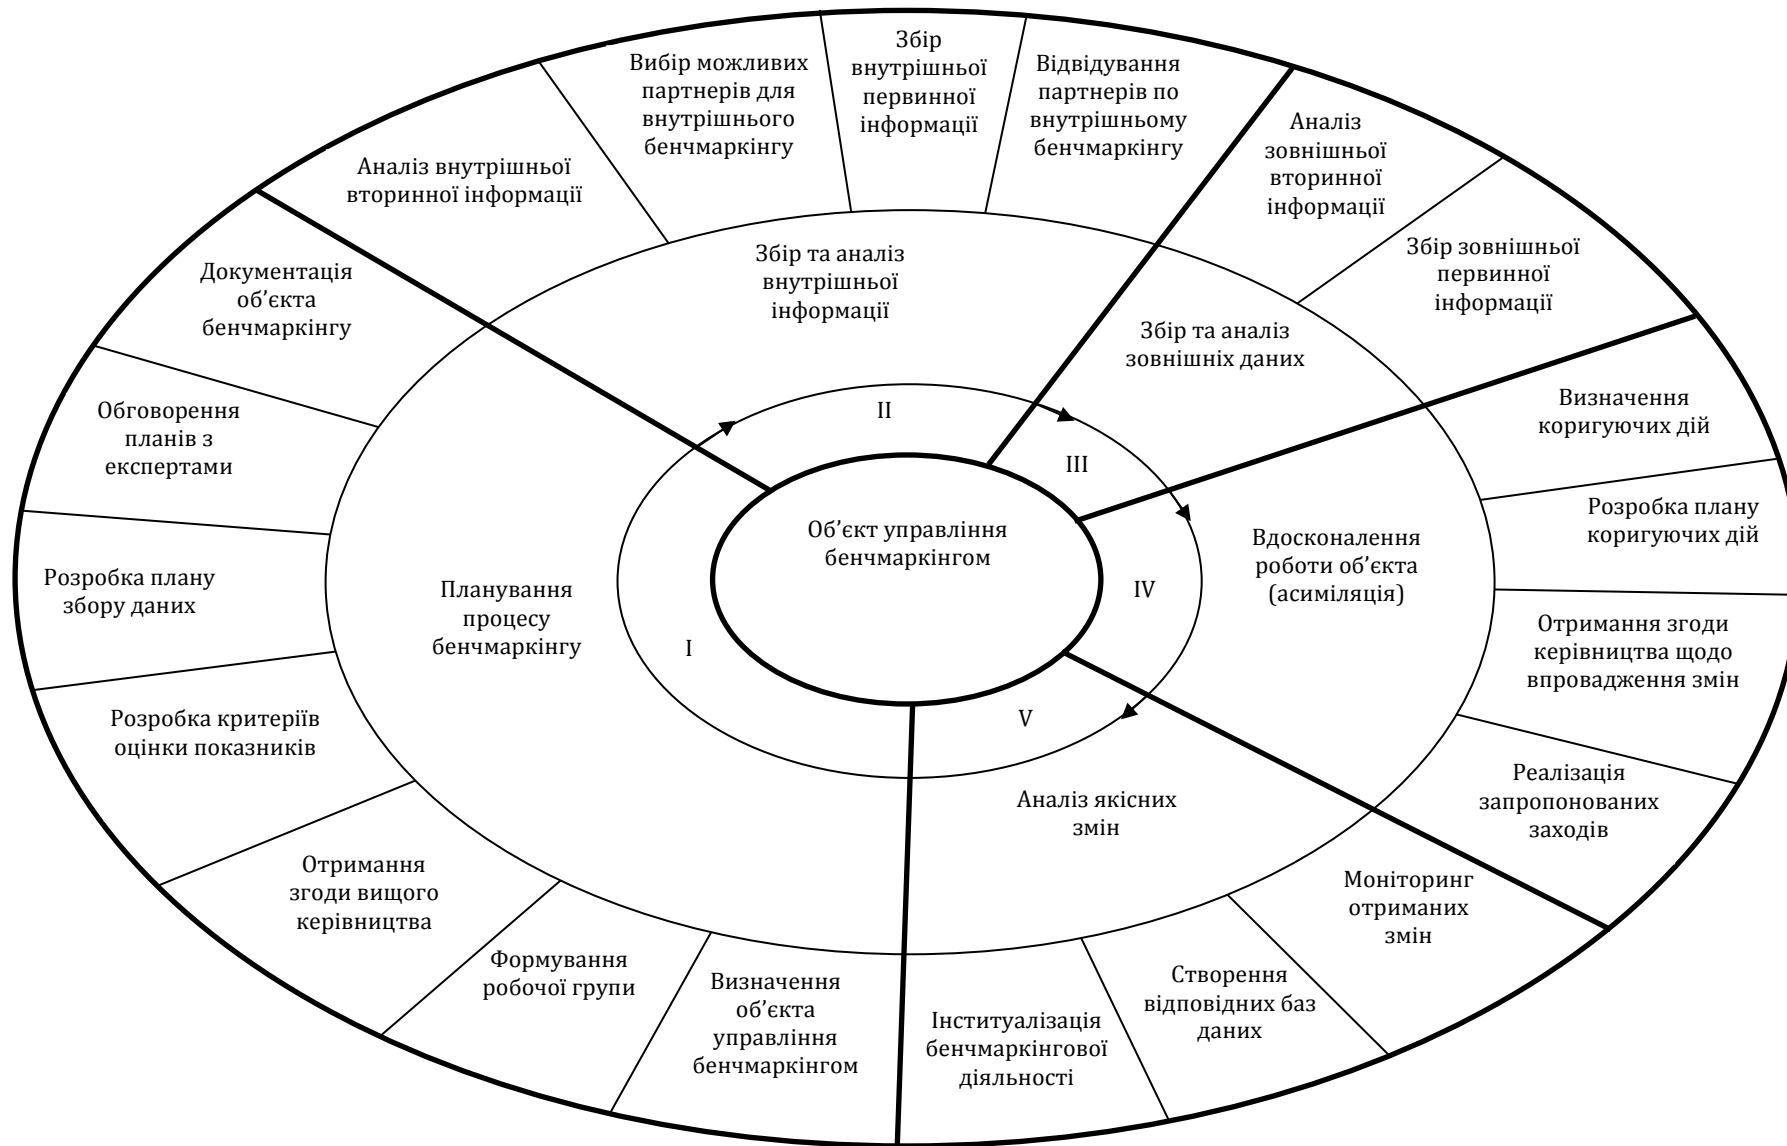 Збір
внутрішньої
первинної
інформації
Вибір можливих
партнерів для
внутрішнього
бенчмаркінгу
Відвідування
партнерів по
внутрішньому
бенчмаркінгу
Аналіз
зовнішньої
вторинної
інформації
Аналіз внутрішньої
вторинної інформації
Збір зовнішньої
первинної
інформації
Документація
об’єкта
бенчмаркінгу
Збір та аналіз
внутрішньої
інформації
Збір та аналіз
зовнішніх даних
Обговорення
планів з
експертами
II
III
Визначення
коригуючих дій
Розробка плану
коригуючих дій
Об’єкт управління
бенчмаркінгом
Вдосконалення
роботи об’єкта
(асиміляція)
Розробка плану
збору даних
Планування
процесу
бенчмаркінгу
I
IV
V
Отримання згоди
керівництва щодо
впровадження змін
Розробка критеріїв
оцінки показників
Аналіз якісних
змін
Реалізація
запропонованих
заходів
Отримання
згоди вищого
керівництва
Моніторинг
отриманих
змін
Формування
робочої групи
Визначення
об’єкта
управління
бенчмаркінгом
Інституалізація
бенчмаркінгової
діяльності
Створення
відповідних баз
даних